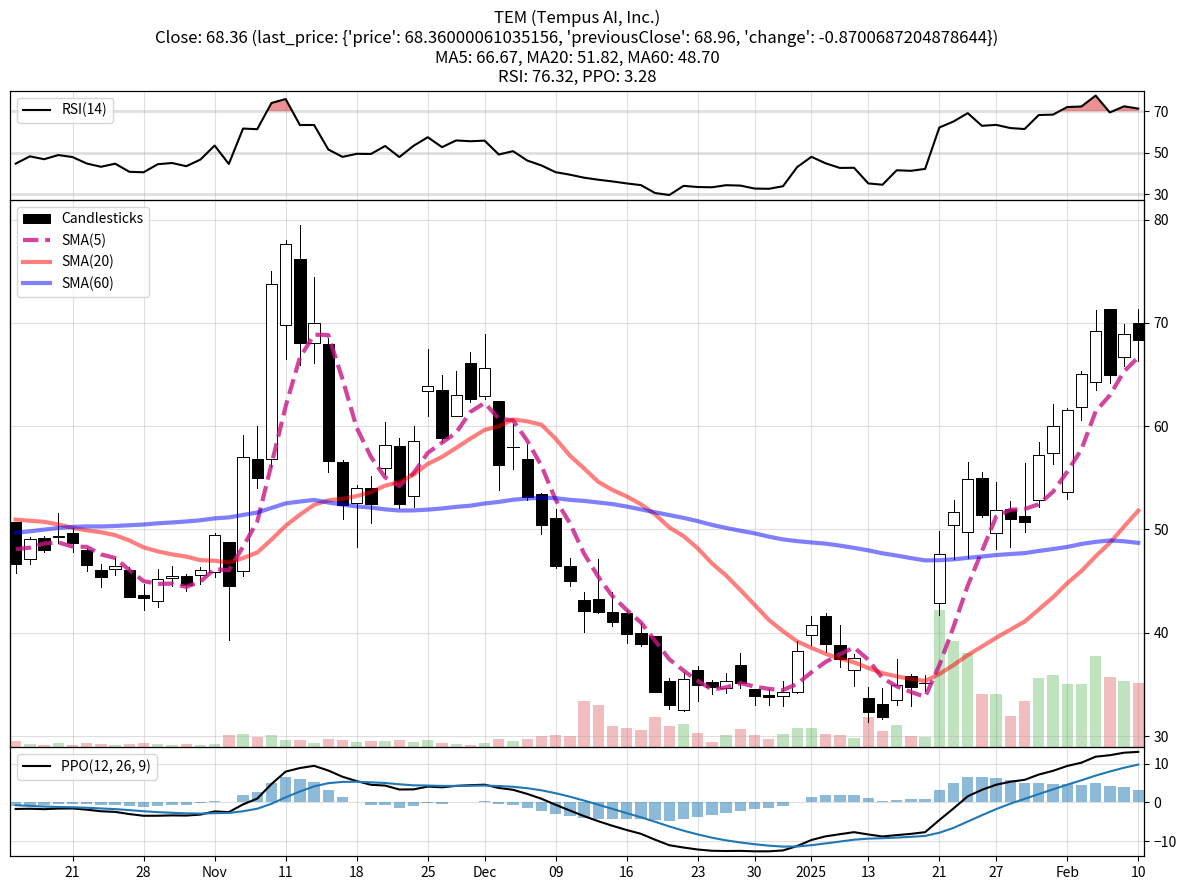 TEM (Tempus AI, Inc.)
Close: 68.36 (last_price: {'price': 68.36000061035156, 'previousClose': 68.96, 'change': -0.8700687204878644})
MA5: 66.67, MA20: 51.82, MA60: 48.70
RSI: 76.32, PPO: 3.28
RSI(14)
70
50
30
Candlesticks
SMA(5)
SMA(20)
SMA(60)
80
70
60
50
40
30
PPO(12, 26, 9)
10
0
−10
21 28 Nov 11 18 25 Dec 09 16 23 30 2025 13 21 27 Feb 10